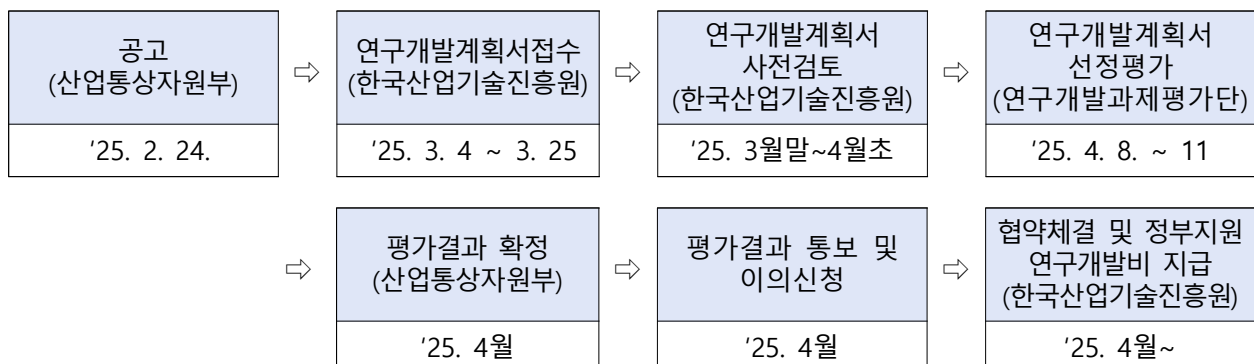 공고
(산업통상자원부)
'25. 2. 24.
⇨
연구개발계획서접수
(한국산업기술진흥원)
'25. 3. 4 ~ 3. 25
⇨
연구개발계획서
사전검토
(한국산업기술진흥원)
'25. 3월말~4월초
⇨
연구개발계획서
선정평가
(연구개발과제평가단)
'25. 4. 8. ~ 11
⇨
평가결과 확정
(산업통상자원부)
'25. 4월
⇨
평가결과 통보 및
이의신청
'25. 4월
⇨
협약체결 및 정부지원
연구개발비 지급
(한국산업기술진흥원)
'25. 4월~